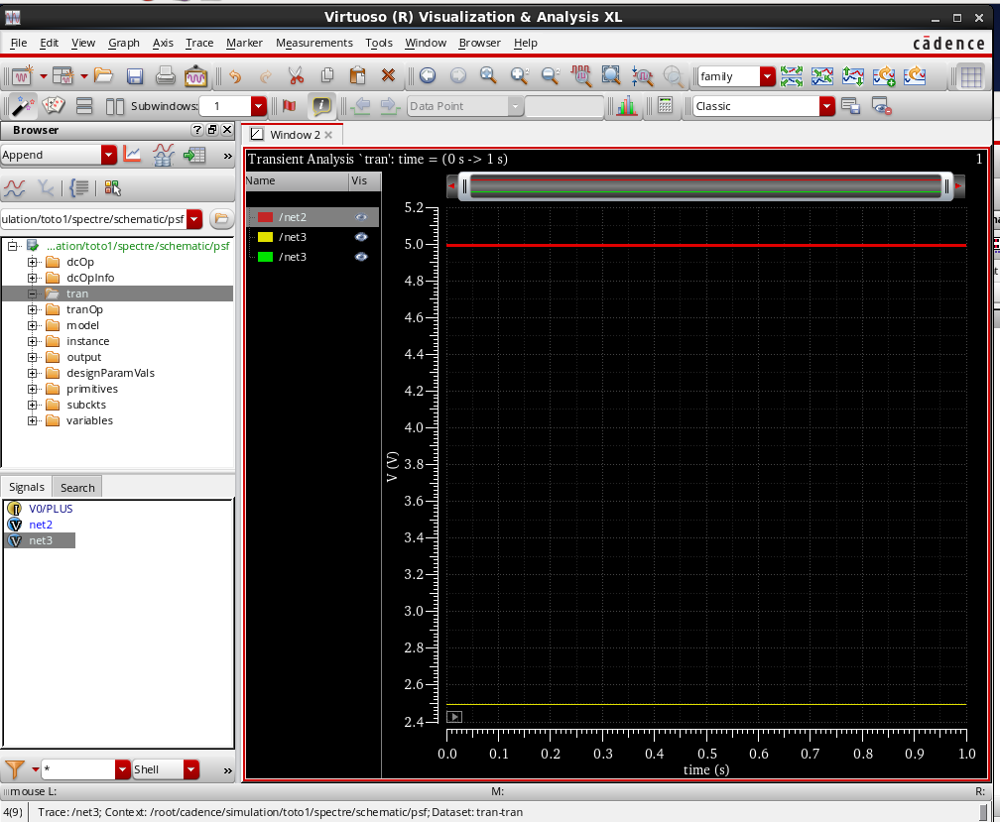 Virtuoso (R) Visualization & Analysis XL
File Edit View Graph Axis Trace Marker Measurements Tools Window Browser Help
cādence
family
Subwindows: 1
Data Point
Classic
Browser
Window 2
Append
ulation/toto1/spectre/schematic/psf
...ation/toto1/spectre/schematic/psf
dcOp
dcOpInfo
tran
tranOp
model
instance
output
designParamVals
primitives
subckts
variables
Signals Search
V0/PLUS
net2
net3
*
Shell
Transient Analysis `tran': time = (0 s -> 1 s)
1
Name Vis
/net2
/net3
/net3
5.2
5.0
4.8
4.6
4.4
4.2
4.0
3.8
3.6
3.4
3.2
3.0
2.8
2.6
2.4
V (V)
0.0 0.1 0.2 0.3 0.4 0.5 0.6 0.7 0.8 0.9 1.0
time (s)
mouse L: M: R:
4(9) Trace: /net3; Context: /root/cadence/simulation/toto1/spectre/schematic/psf; Dataset: tran-tran